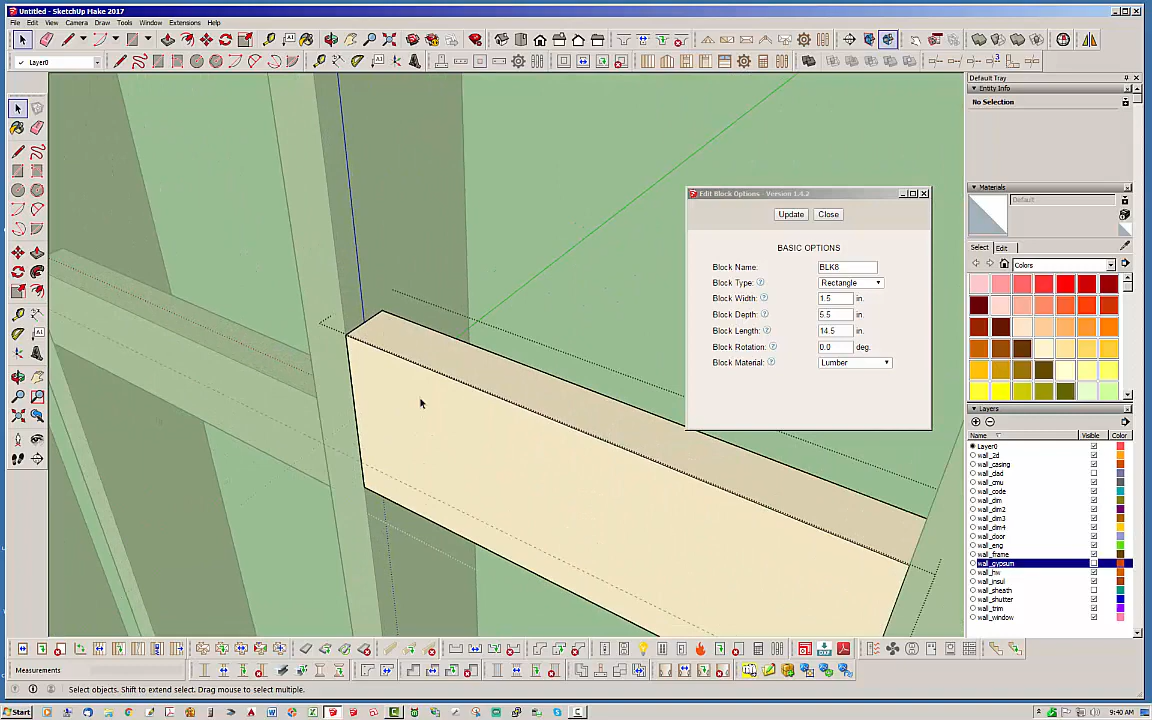 Untitled - SketchUp Make 2017
File Edit View Camera Draw Tools Window Extensions Help
Layer0
Default Tray
Entity Info
No Selection
Materials
Default
Select Edit
Colors
Edit Block Options - Version 1.4.2
Update Close
BASIC OPTIONS
Block Name: BLK8
Block Type: Rectangle
Block Width: 1.5 in.
Block Depth: 5.5 in.
Block Length: 14.5 in.
Block Rotation: 0.0 deg.
Block Material: Lumber
Layers
Name Visible Color
Layer0
wall_2d
wall_casing
wall_clad
wall_cmu
wall_code
wall_dim
wall_dim2
wall_dim3
wall_dim4
wall_door
wall_eng
wall_frame
wall_gypsum
wall_hw
wall_insul
wall_sheath
wall_shutter
wall_trim
wall_window
Measurements
Select objects. Shift to extend select. Drag mouse to select multiple.
Start
9:40 AM